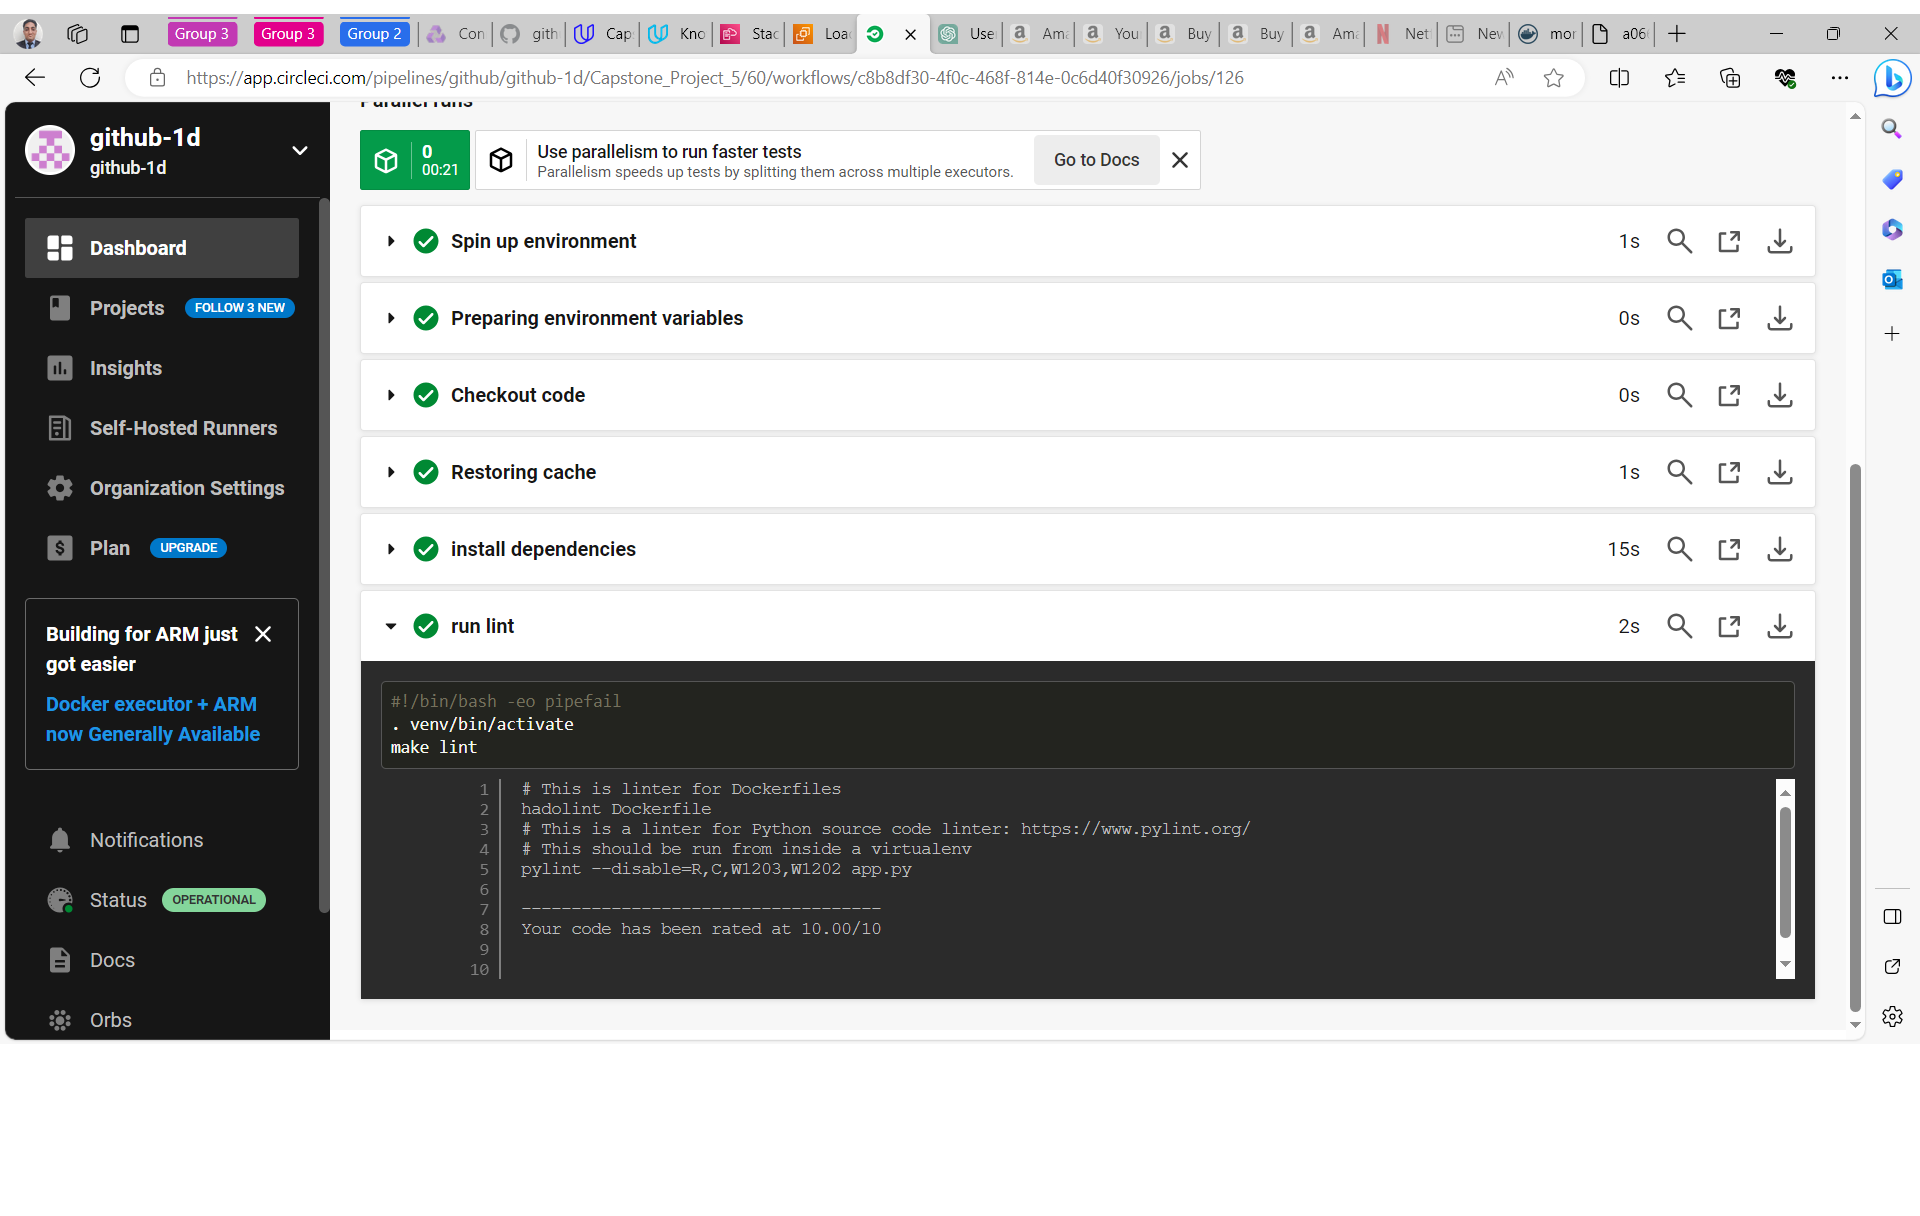 Group 3
Group 3
Group 2
Con
gith
Cap
Kno
Stac
Loa
Use
Ama
You
Buy
Buy
Ama
Net
New
mor
a06
https://app.circleci.com/pipelines/github/github-1d/Capstone_Project_5/60/workflows/c8b8df30-4f0c-468f-814e-0c6d40f30926/jobs/126
github-1d
github-1d
Dashboard
Projects FOLLOW 3 NEW
Insights
Self-Hosted Runners
Organization Settings
Plan UPGRADE
Building for ARM just
got easier
Docker executor + ARM
now Generally Available
Notifications
Status OPERATIONAL
Docs
Orbs
Parallel runs
0
00:21
Use parallelism to run faster tests
Parallelism speeds up tests by splitting them across multiple executors.
Go to Docs
Spin up environment 1s
Preparing environment variables 0s
Checkout code 0s
Restoring cache 1s
install dependencies 15s
run lint 2s
#!/bin/bash -eo pipefail
. venv/bin/activate
make lint
1 # This is linter for Dockerfiles
2 hadolint Dockerfile
3 # This is a linter for Python source code linter: https://www.pylint.org/
4 # This should be run from inside a virtualenv
5 pylint --disable=R,C,W1203,W1202 app.py
6
7 ------------------------------------
8 Your code has been rated at 10.00/10
9
10